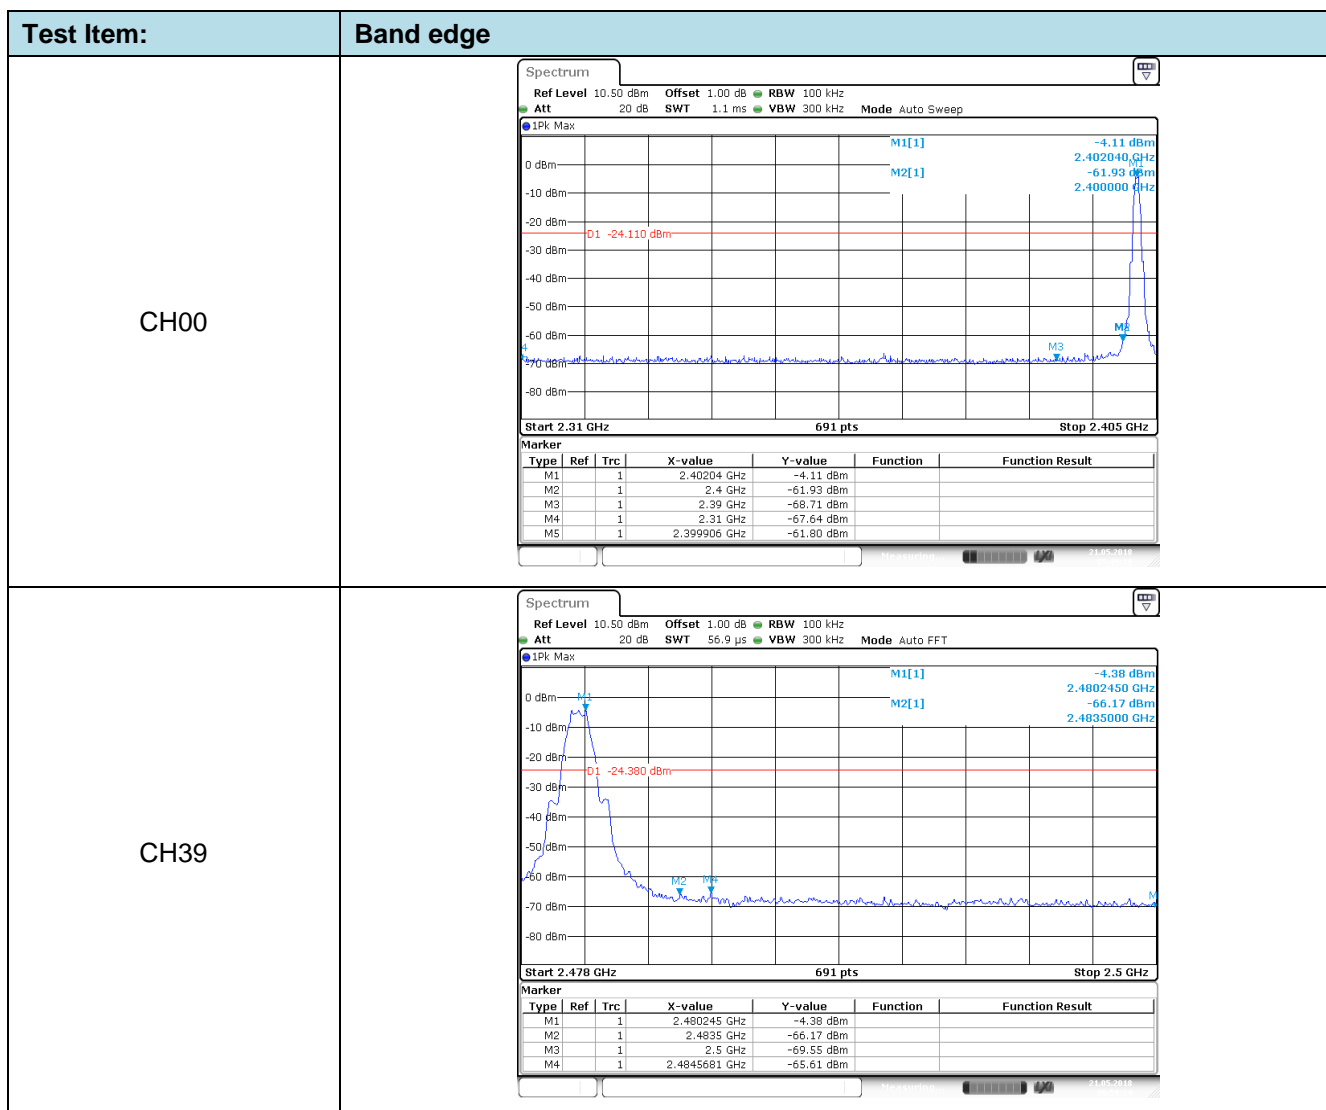 Test Item: Band edge
CH00
Spectrum
Ref Level 10.50 dBm Offset 1.00 dB RBW 100 kHz
Att 20 dB SWT 1.1 ms VBW 300 kHz Mode Auto Sweep
1Pk Max
M1[1] -4.11 dBm
2.402040 GHz
M2[1] -61.93 dBm
2.400000 GHz
M1
0 dBm
-10 dBm
-20 dBm
D1 -24.110 dBm
-30 dBm
-40 dBm
-50 dBm
M2
-60 dBm
M3
4
-70 dBm
-80 dBm
Start 2.31 GHz 691 pts Stop 2.405 GHz
Marker
Type Ref Trc X-value Y-value Function Function Result
M1 1 2.40204 GHz -4.11 dBm
M2 1 2.4 GHz -61.93 dBm
M3 1 2.39 GHz -68.71 dBm
M4 1 2.31 GHz -67.64 dBm
M5 1 2.399906 GHz -61.80 dBm
Measuring... 21.05.2018
CH39
Spectrum
Ref Level 10.50 dBm Offset 1.00 dB RBW 100 kHz
Att 20 dB SWT 56.9 µs VBW 300 kHz Mode Auto FFT
1Pk Max
M1[1] -4.38 dBm
2.4802450 GHz
M2[1] -66.17 dBm
2.4835000 GHz
0 dBm M1
-10 dBm
-20 dBm
D1 -24.380 dBm
-30 dBm
-40 dBm
-50 dBm
-60 dBm
M2 M4
M
-70 dBm
-80 dBm
Start 2.478 GHz 691 pts Stop 2.5 GHz
Marker
Type Ref Trc X-value Y-value Function Function Result
M1 1 2.480245 GHz -4.38 dBm
M2 1 2.4835 GHz -66.17 dBm
M3 1 2.5 GHz -69.55 dBm
M4 1 2.4845681 GHz -65.61 dBm
Measuring... 21.05.2018